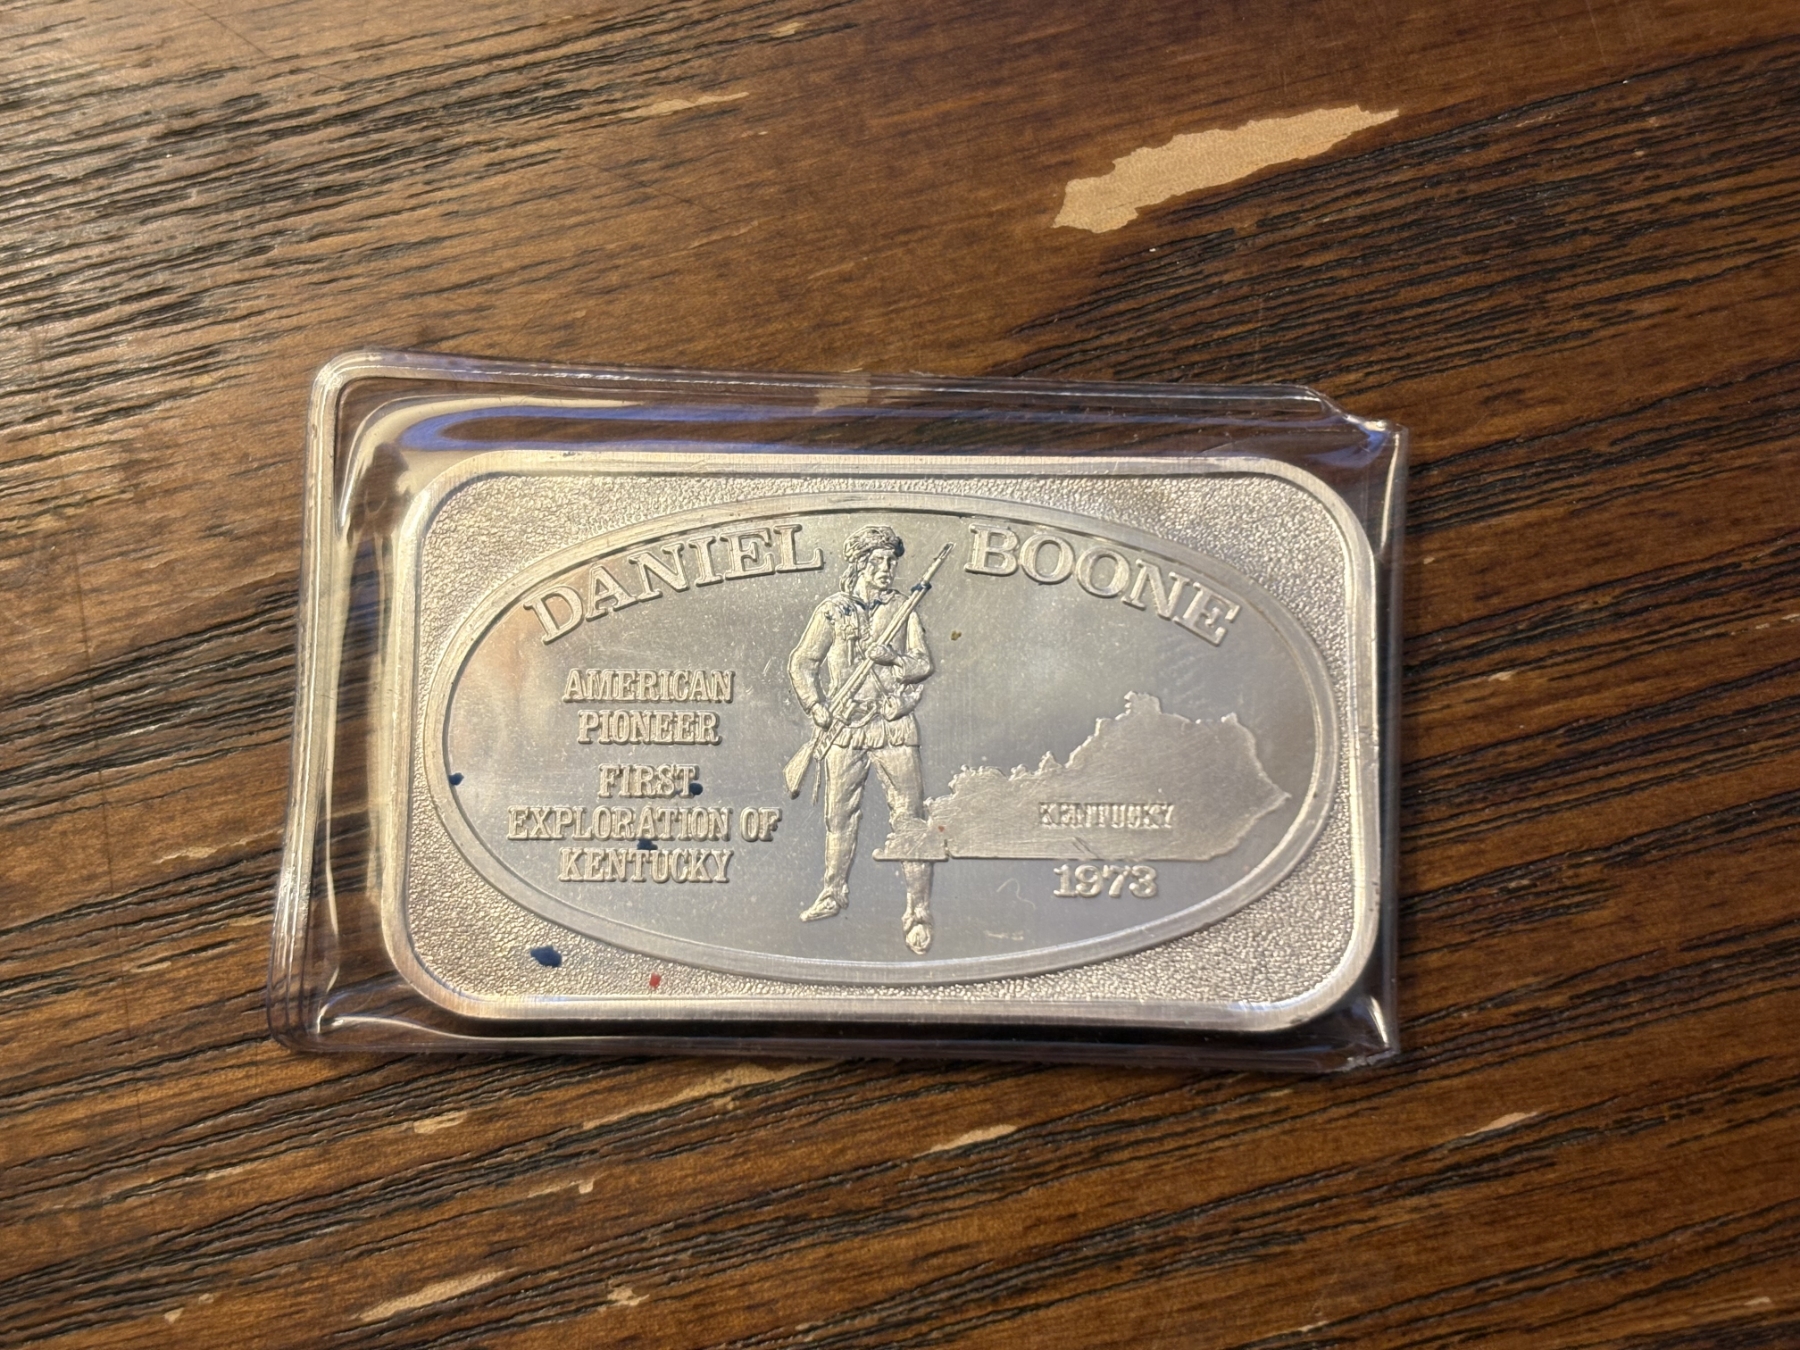 DANIEL BOONE
AMERICAN
PIONEER
FIRST
EXPLORATION OF
KENTUCKY
KENTUCKY
1973